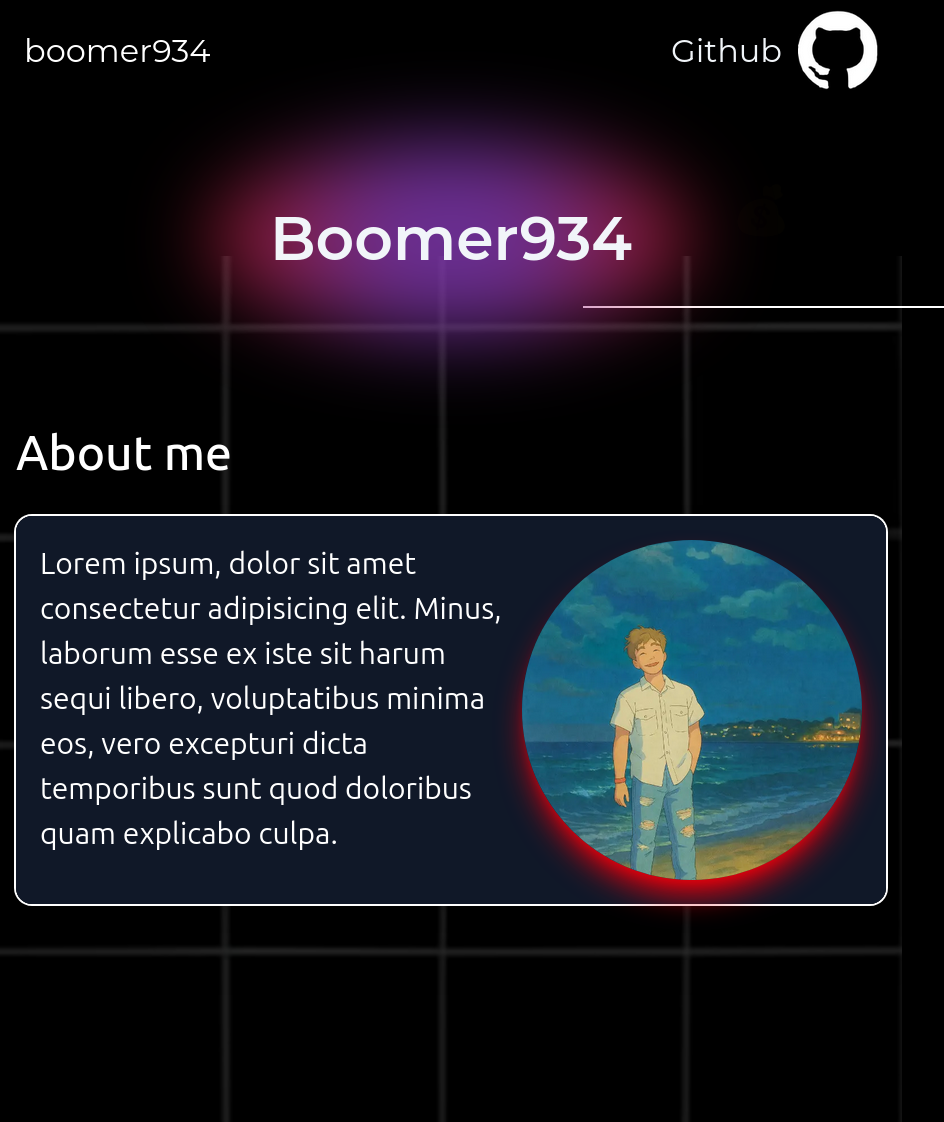 boomer934
Github
Boomer934
About me
Lorem ipsum, dolor sit amet
consectetur adipisicing elit. Minus,
laborum esse ex iste sit harum
sequi libero, voluptatibus minima
eos, vero excepturi dicta
temporibus sunt quod doloribus
quam explicabo culpa.